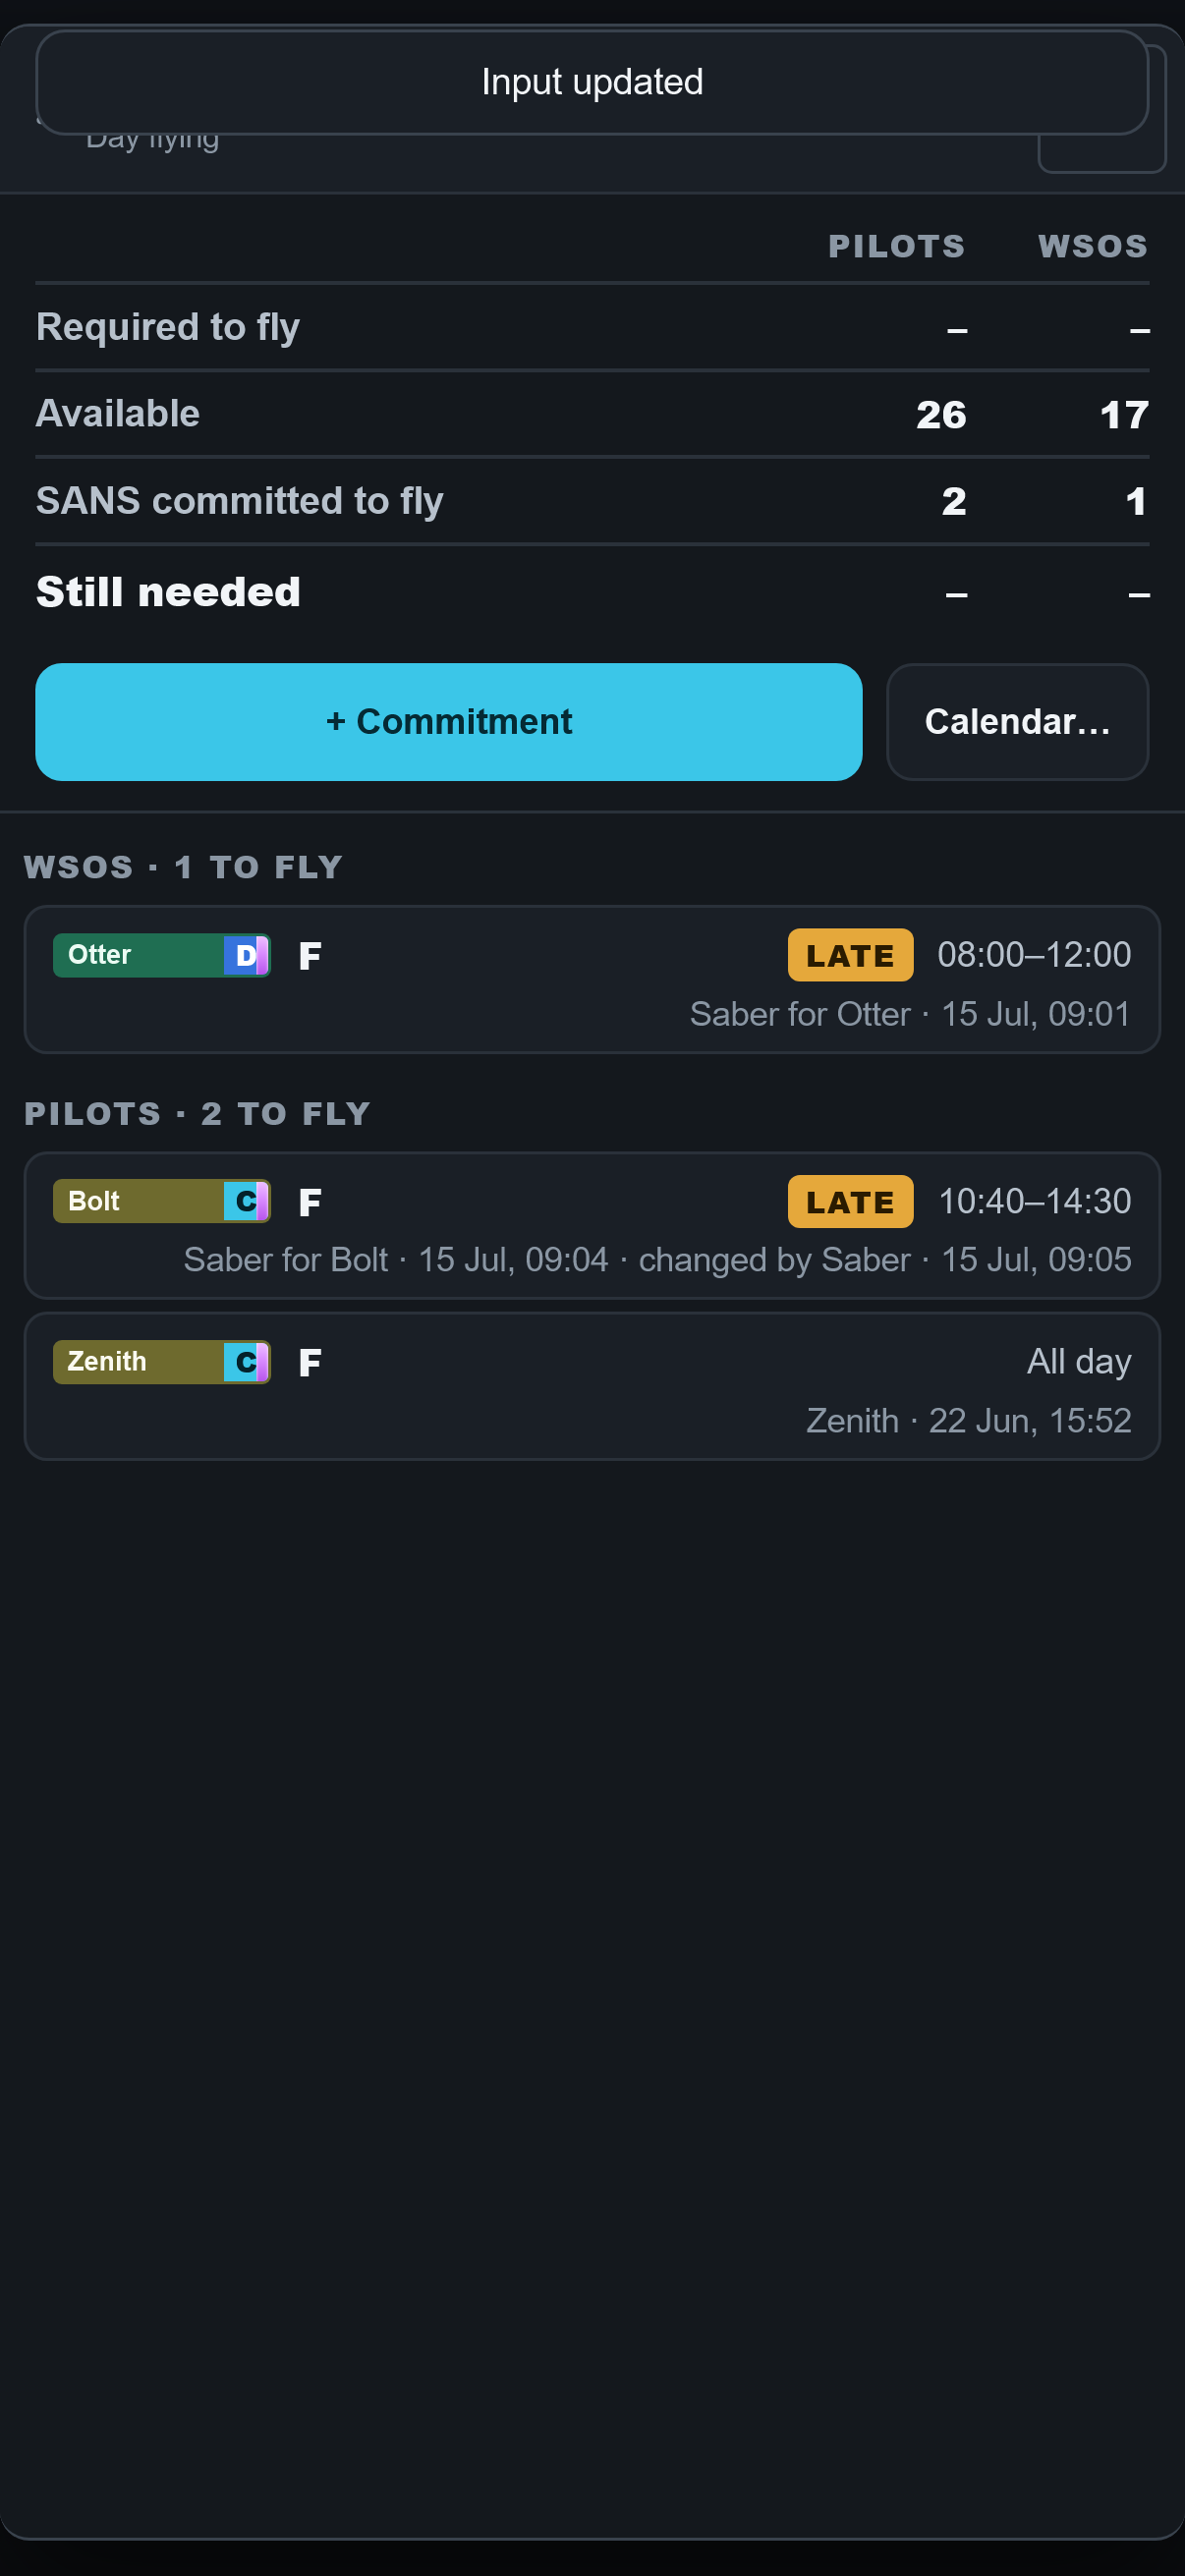 Input updated
Day flying
PILOTS WSOS
Required to fly – –
Available 26 17
SANS committed to fly 2 1
Still needed – –
+ Commitment Calendar…
WSOS · 1 TO FLY
Otter D F LATE 08:00–12:00
Saber for Otter · 15 Jul, 09:01
PILOTS · 2 TO FLY
Bolt C F LATE 10:40–14:30
Saber for Bolt · 15 Jul, 09:04 · changed by Saber · 15 Jul, 09:05
Zenith C F All day
Zenith · 22 Jun, 15:52